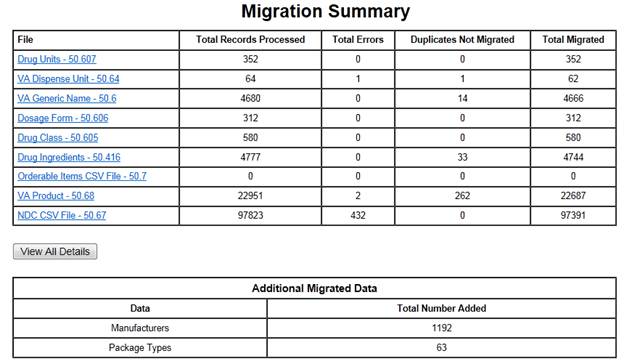 Migration Summary
File Total Records Processed Total Errors Duplicates Not Migrated Total Migrated
Drug Units - 50.607 352 0 0 352
VA Dispense Unit - 50.64 64 1 1 62
VA Generic Name - 50.6 4680 0 14 4666
Dosage Form - 50.606 312 0 0 312
Drug Class - 50.605 580 0 0 580
Drug Ingredients - 50.416 4777 0 33 4744
Orderable Items CSV File - 50.7 0 0 0 0
VA Product - 50.68 22951 2 262 22687
NDC CSV File - 50.67 97823 432 0 97391
View All Details
Additional Migrated Data
Data Total Number Added
Manufacturers 1192
Package Types 63